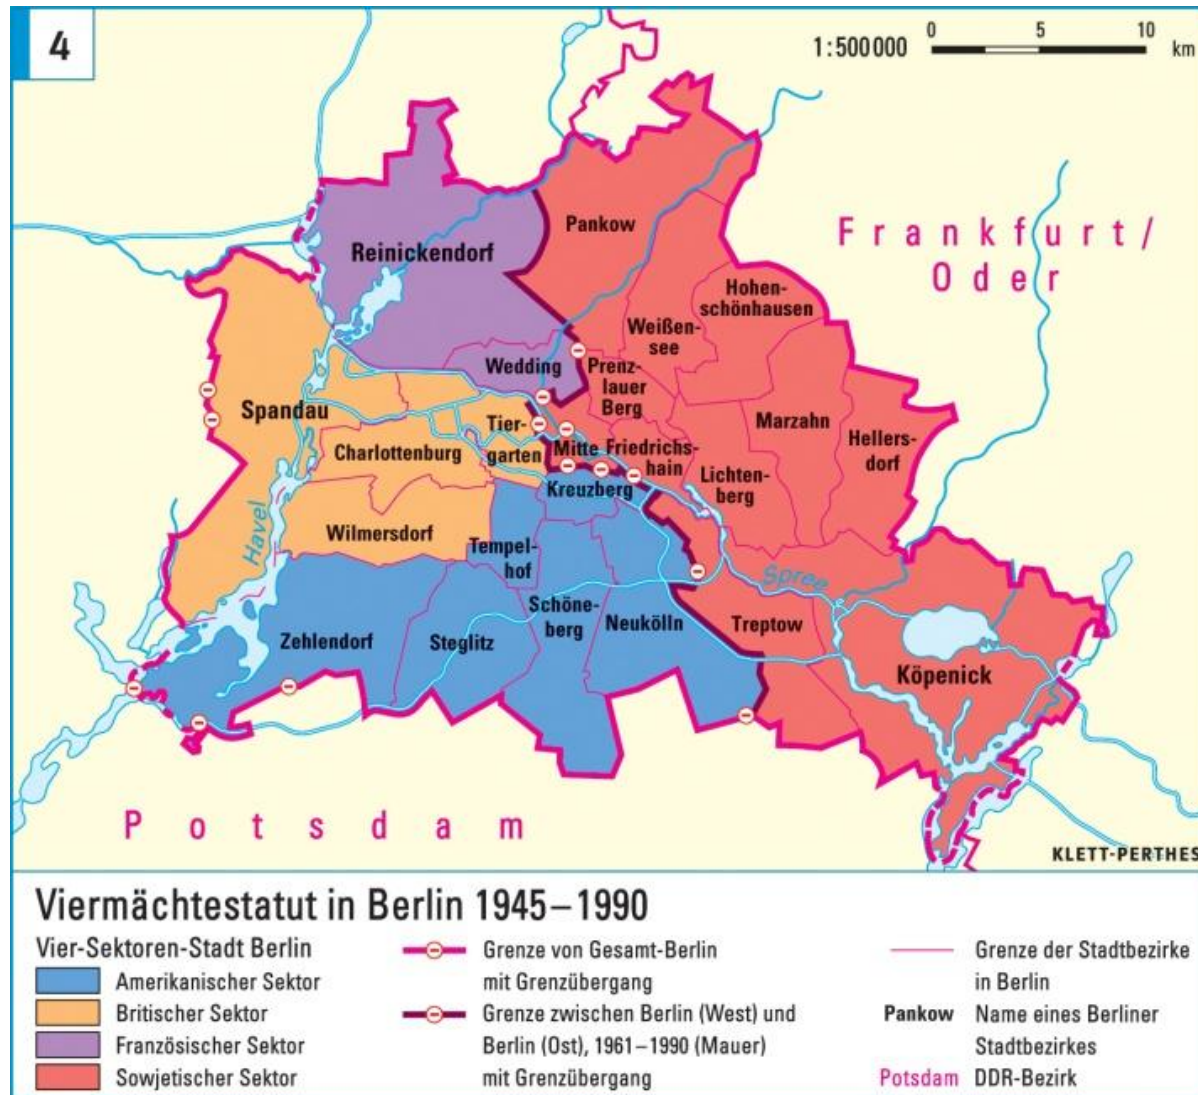 4
1:500 000
0 5 10
km
Pankow
Frankfurt/
Oder
Reinickendorf
Hohen-
schönhausen
Weißen-
see
Wedding
Prenz-
lauer
Berg
Spandau
Tier-
garten
Marzahn
Hellers-
dorf
Charlottenburg
Mitte
Friedrichs-
hain
Lichten-
berg
Kreuzberg
Havel
Wilmersdorf
Tempel-
hof
Spree
Schöne-
berg
Zehlendorf
Steglitz
Neukölln
Treptow
Köpenick
Potsdam
KLETT-PERTHES
Viermächtestatut in Berlin 1945–1990
Vier-Sektoren-Stadt Berlin
Amerikanischer Sektor
Britischer Sektor
Französischer Sektor
Sowjetischer Sektor
Grenze von Gesamt-Berlin
mit Grenzübergang
Grenze zwischen Berlin (West) und
Berlin (Ost), 1961–1990 (Mauer)
mit Grenzübergang
Grenze der Stadtbezirke
in Berlin
Pankow Name eines Berliner
Stadtbezirkes
Potsdam DDR-Bezirk